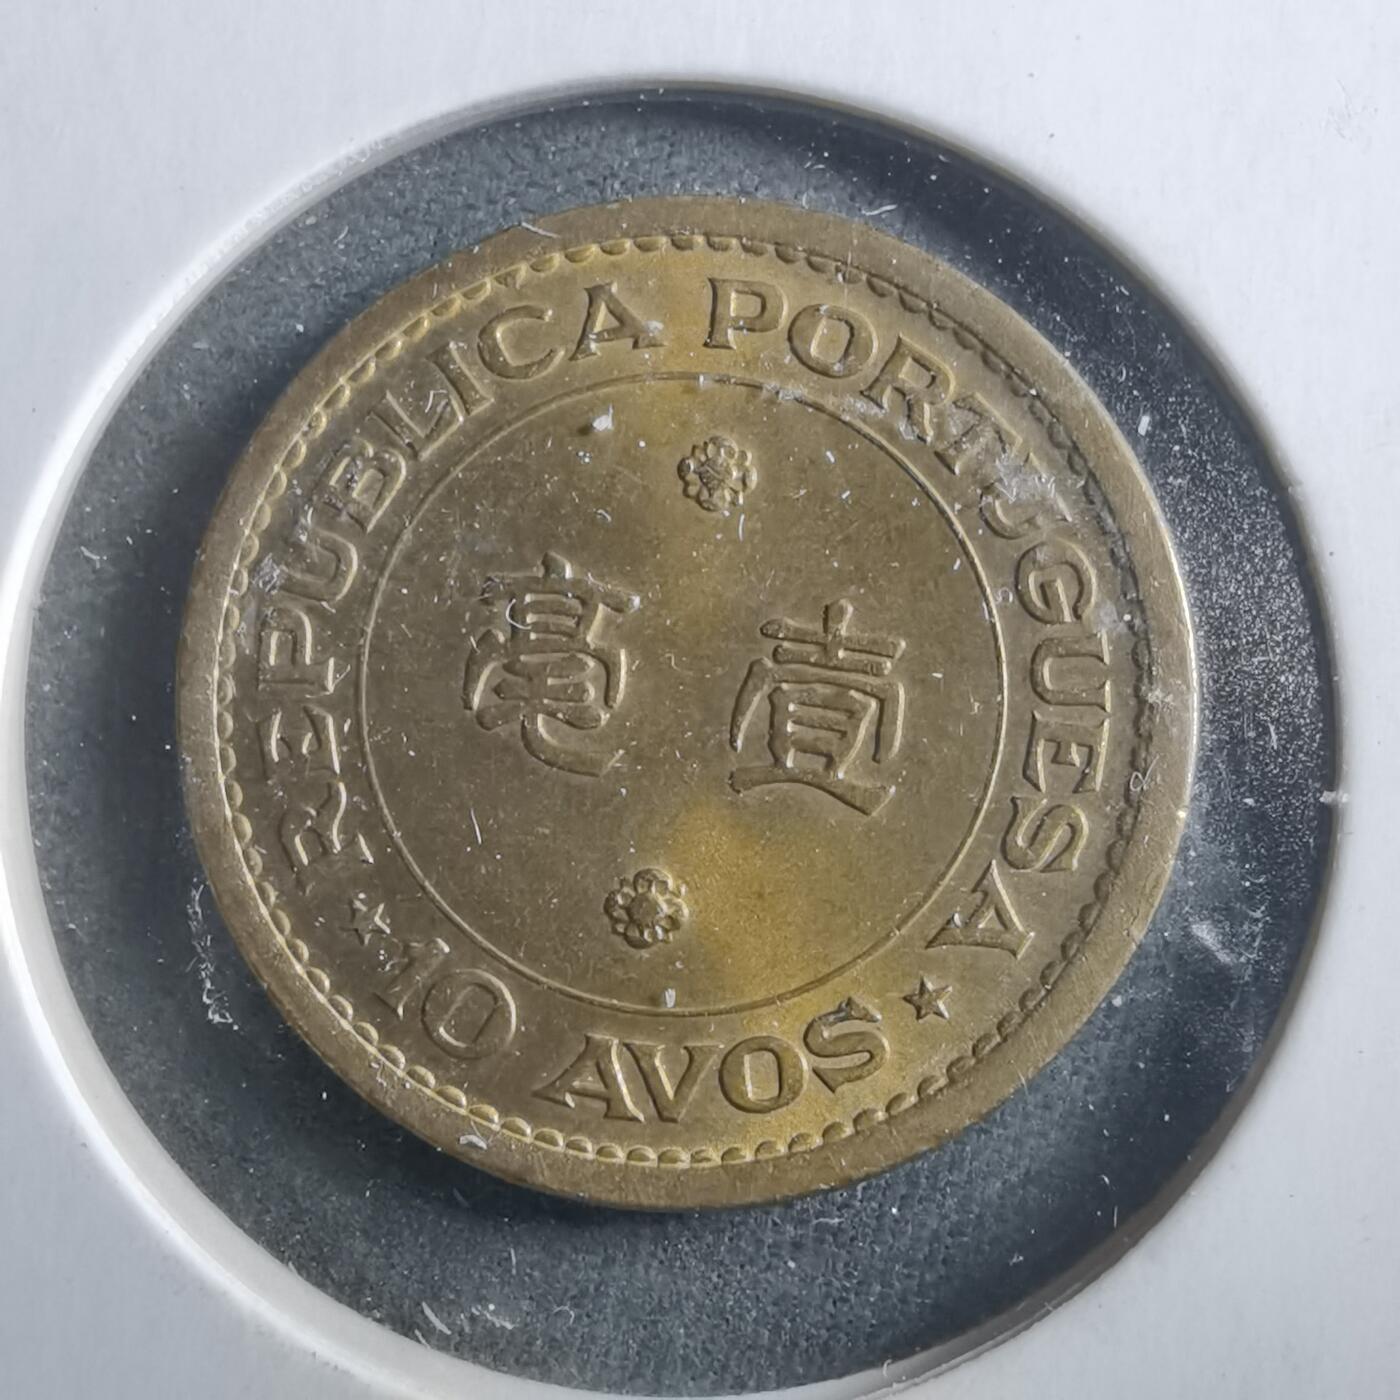 REPUBLICA PORTUGUESA
壹毫
★ 10 AVOS ★